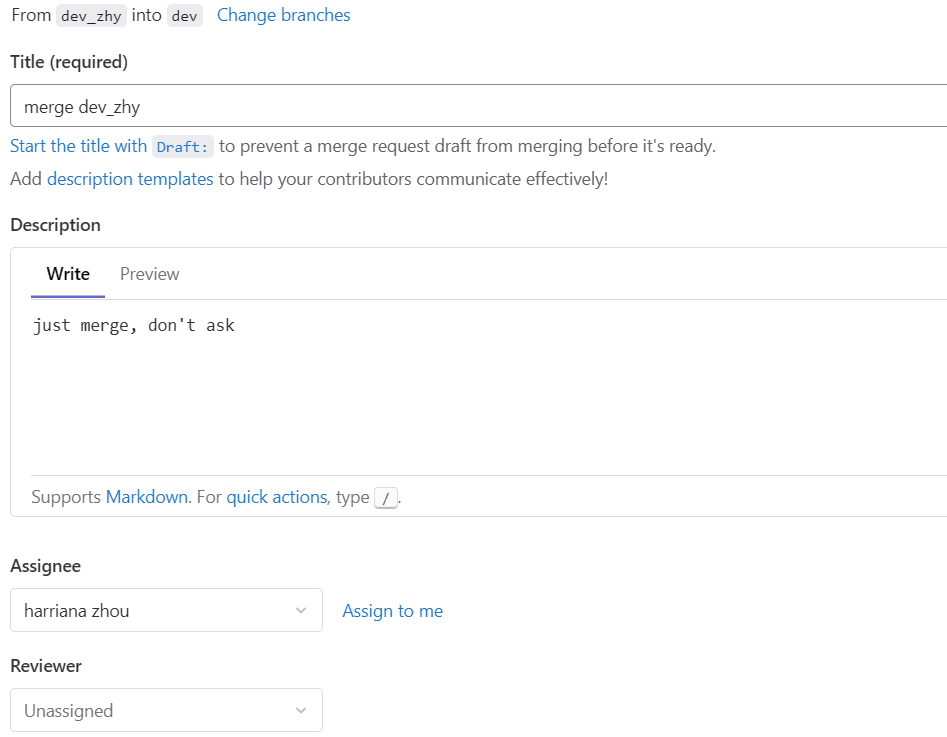 From dev_zhy into dev Change branches
Title (required)
merge dev_zhy
Start the title with Draft: to prevent a merge request draft from merging before it's ready.
Add description templates to help your contributors communicate effectively!
Description
Write Preview
just merge, don't ask
Supports Markdown. For quick actions, type /.
Assignee
harriana zhou Assign to me
Reviewer
Unassigned